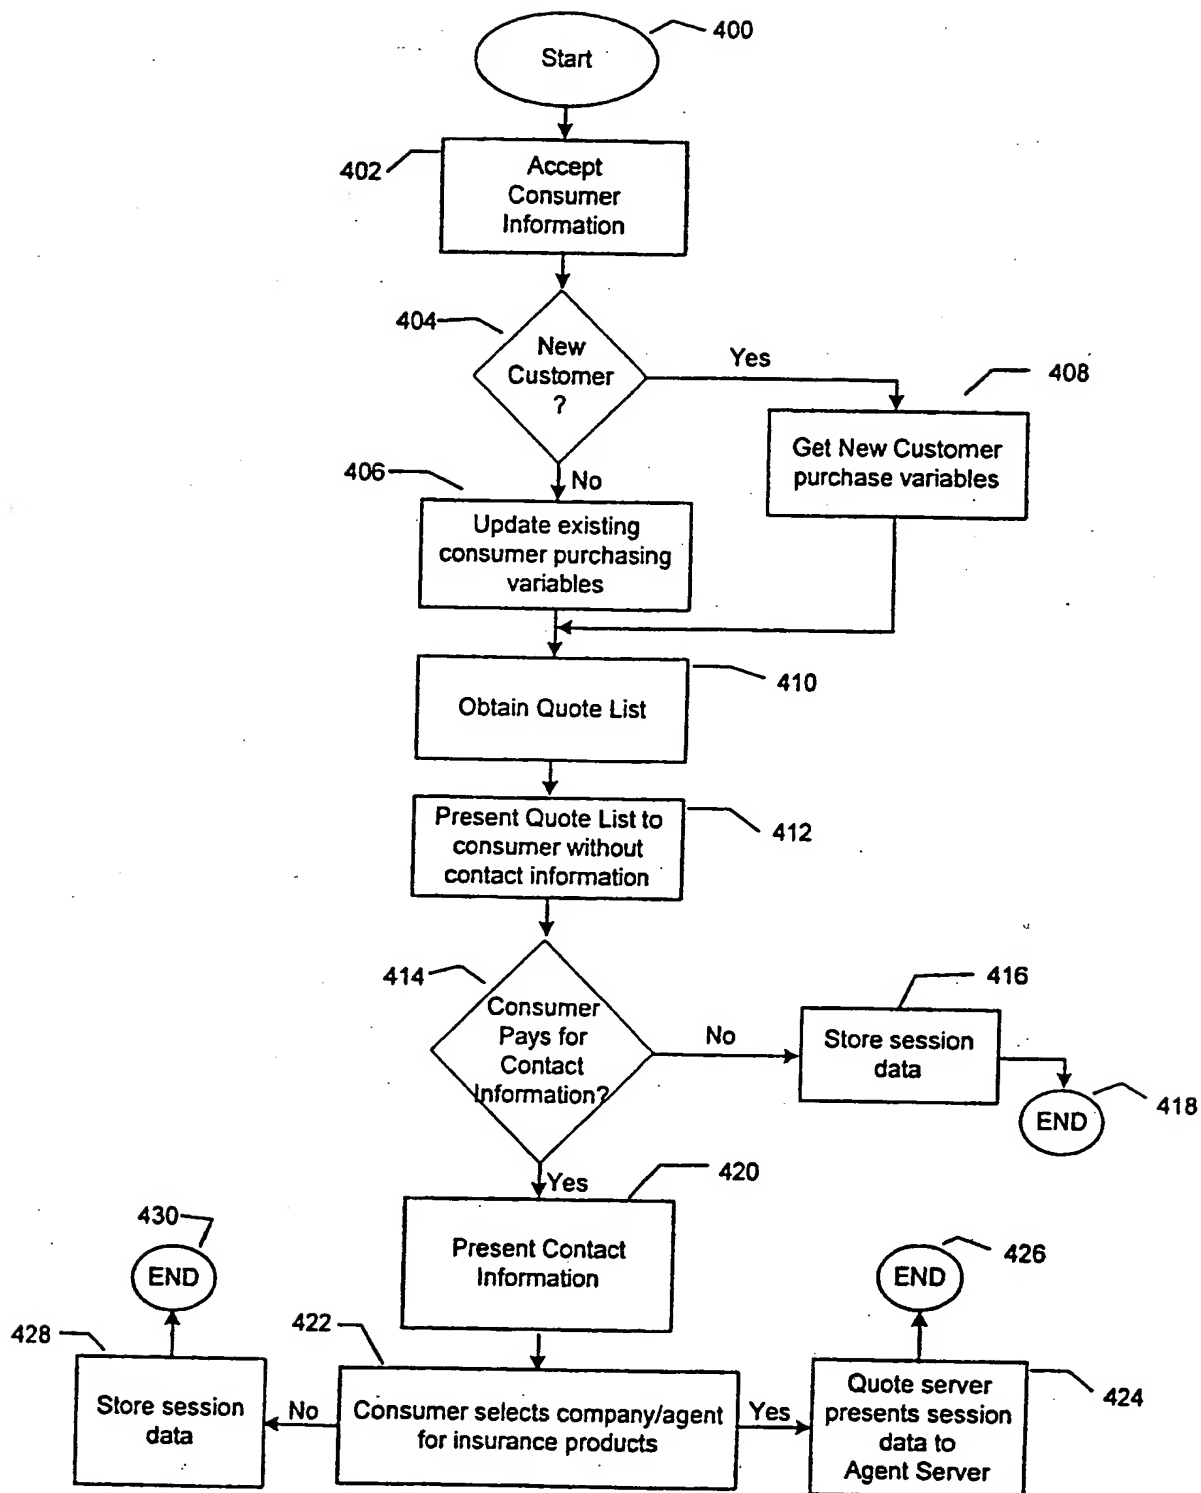 400
Start
402
Accept
Consumer
Information
404
New
Customer
?
Yes
408
Get New Customer
purchase variables
406
No
Update existing
consumer purchasing
variables
410
Obtain Quote List
Present Quote List to
consumer without
contact information
412
414
Consumer
Pays for
Contact
Information?
No
416
Store session
data
END
418
Yes
420
Present Contact
Information
430
END
426
END
428
Store session
data
No
422
Consumer selects company/agent
for insurance products
Yes
Quote server
presents session
data to
Agent Server
424